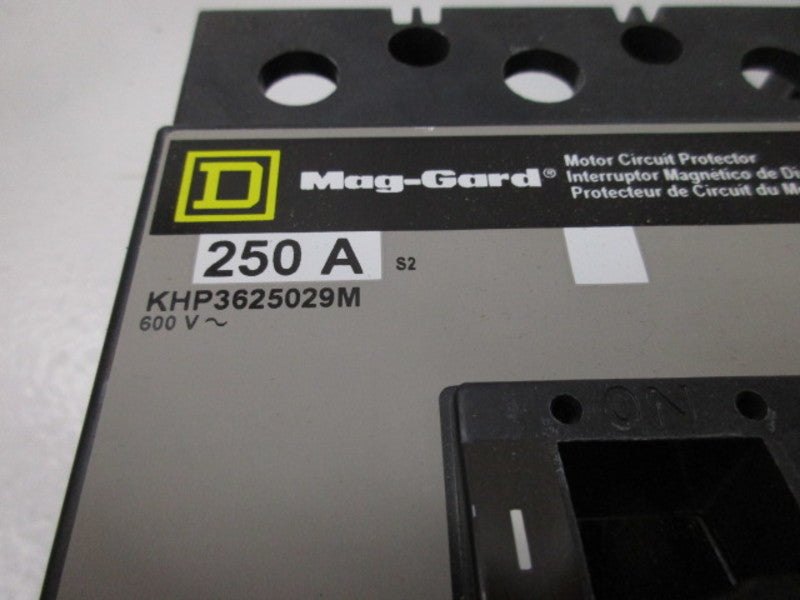 D
Mag-Gard®
Motor Circuit Protector
Interruptor Magnético de
Protecteur de Circuit du
250 A
S2
KHP3625029M
600 V ~
ON
I